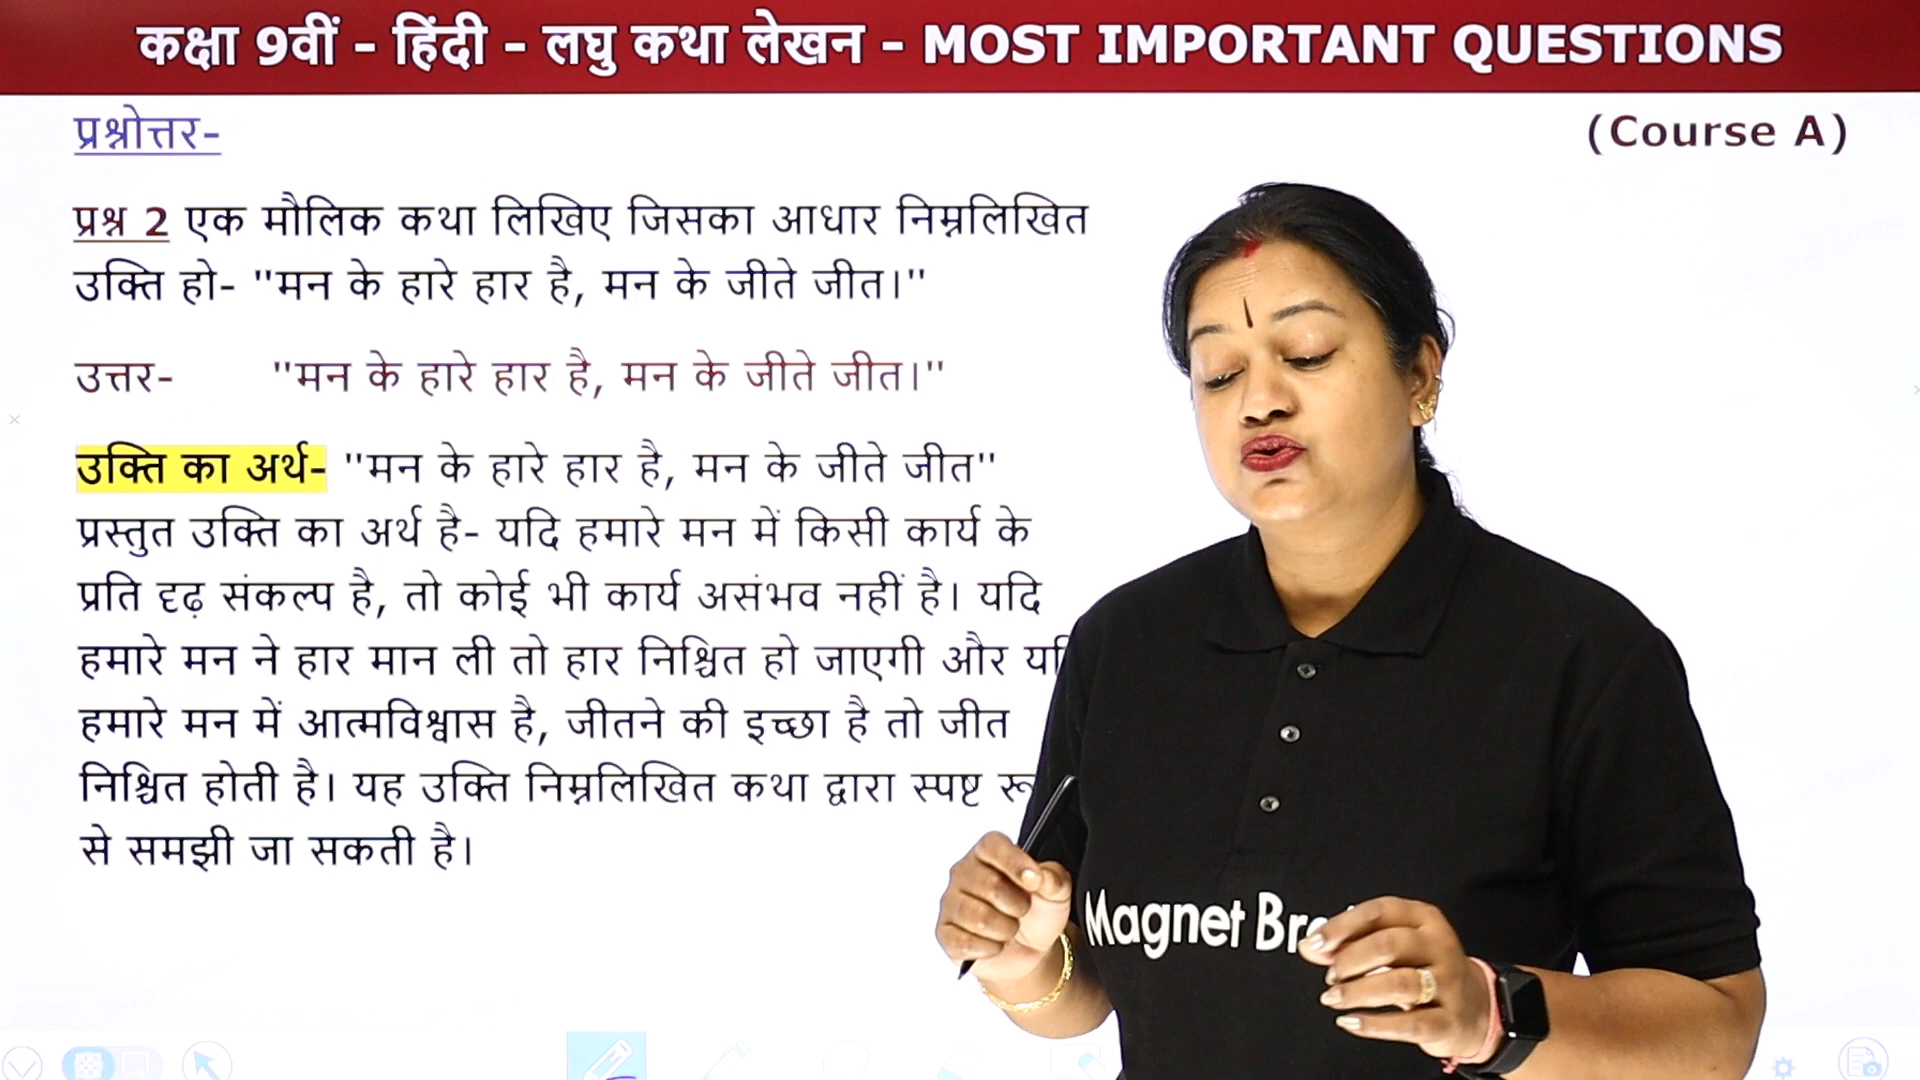 कक्षा 9वीं - हिंदी - लघु कथा लेखन - MOST IMPORTANT QUESTIONS
प्रश्नोत्तर-
(Course A)
प्रश्न 2 एक मौलिक कथा लिखिए जिसका आधार निम्नलिखित
उक्ति हो- "मन के हारे हार है, मन के जीते जीत।"
उत्तर- "मन के हारे हार है, मन के जीते जीत।"
उक्ति का अर्थ- "मन के हारे हार है, मन के जीते जीत"
प्रस्तुत उक्ति का अर्थ है- यदि हमारे मन में किसी कार्य के
प्रति दृढ़ संकल्प है, तो कोई भी कार्य असंभव नहीं है। यदि
हमारे मन ने हार मान ली तो हार निश्चित हो जाएगी और
हमारे मन में आत्मविश्वास है, जीतने की इच्छा है तो जीत
निश्चित होती है। यह उक्ति निम्नलिखित कथा द्वारा स्पष्ट
से समझी जा सकती है।
Magnet